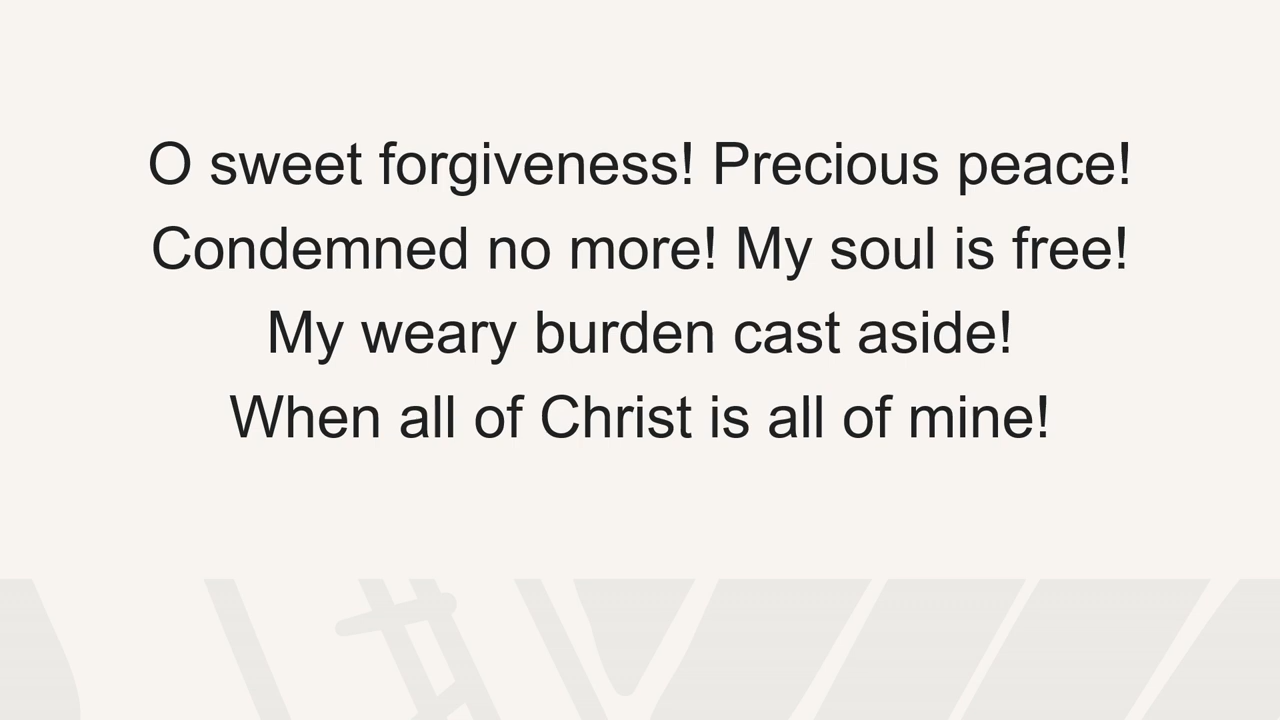 O sweet forgiveness! Precious peace!
Condemned no more! My soul is free!
My weary burden cast aside!
When all of Christ is all of mine!